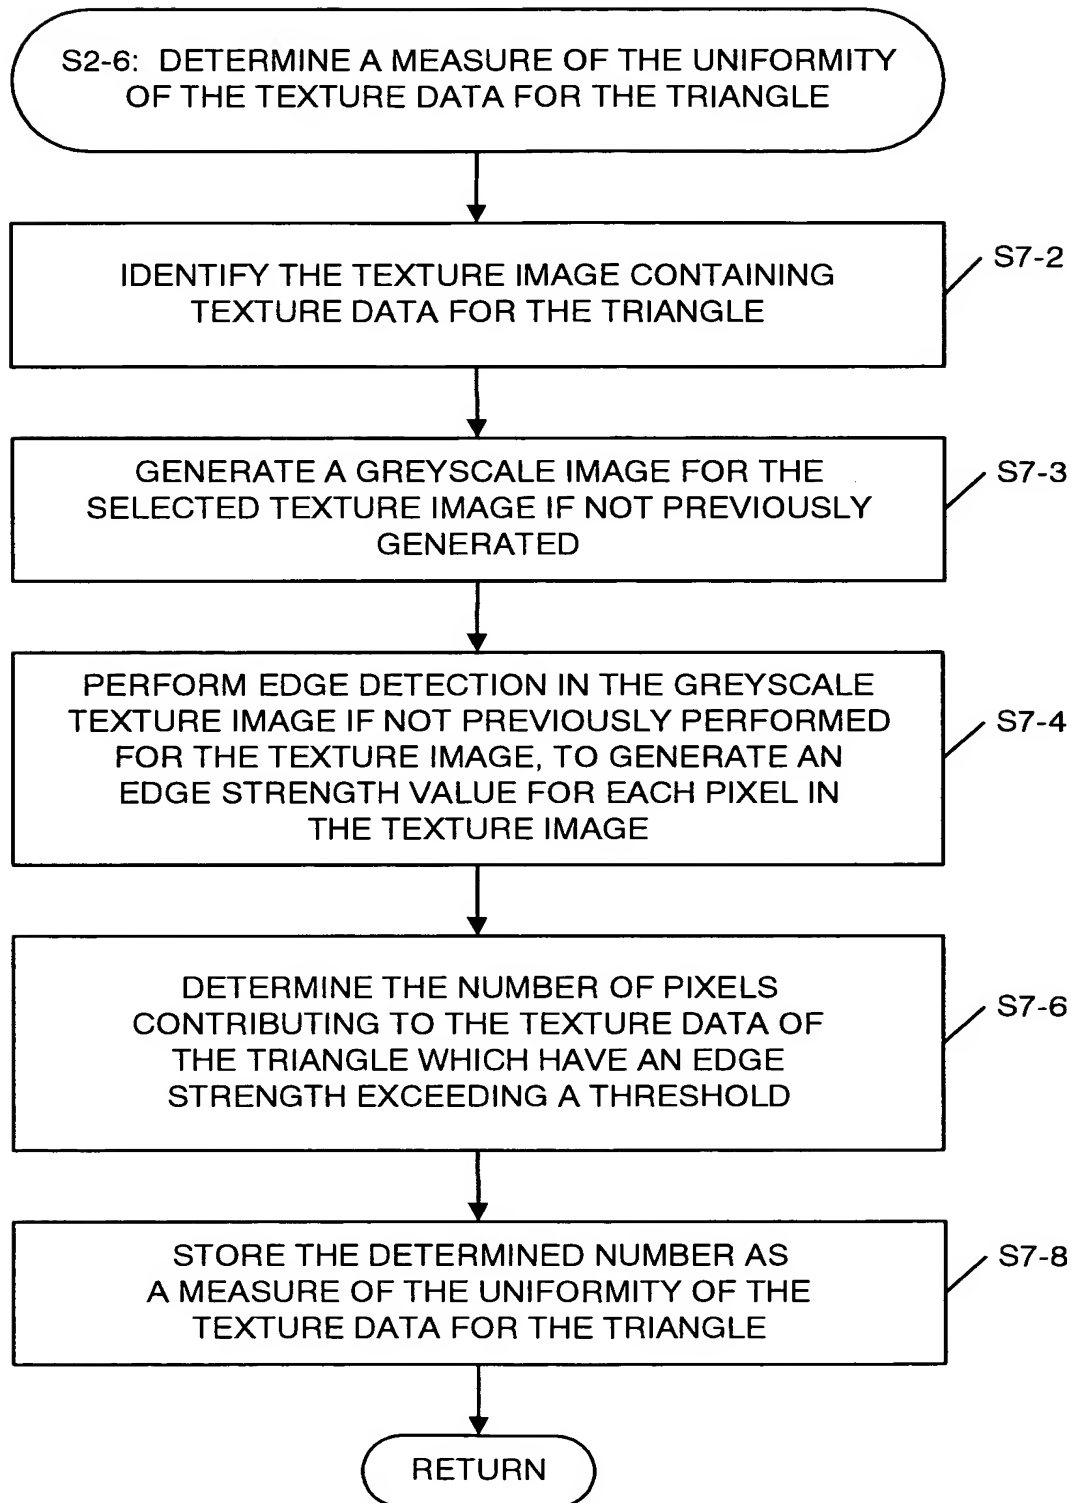 S2-6: DETERMINE A MEASURE OF THE UNIFORMITY
OF THE TEXTURE DATA FOR THE TRIANGLE
IDENTIFY THE TEXTURE IMAGE CONTAINING
TEXTURE DATA FOR THE TRIANGLE
S7-2
GENERATE A GREYSCALE IMAGE FOR THE
SELECTED TEXTURE IMAGE IF NOT PREVIOUSLY
GENERATED
S7-3
PERFORM EDGE DETECTION IN THE GREYSCALE
TEXTURE IMAGE IF NOT PREVIOUSLY PERFORMED
FOR THE TEXTURE IMAGE, TO GENERATE AN
EDGE STRENGTH VALUE FOR EACH PIXEL IN
THE TEXTURE IMAGE
S7-4
DETERMINE THE NUMBER OF PIXELS
CONTRIBUTING TO THE TEXTURE DATA OF
THE TRIANGLE WHICH HAVE AN EDGE
STRENGTH EXCEEDING A THRESHOLD
S7-6
STORE THE DETERMINED NUMBER AS
A MEASURE OF THE UNIFORMITY OF THE
TEXTURE DATA FOR THE TRIANGLE
S7-8
RETURN